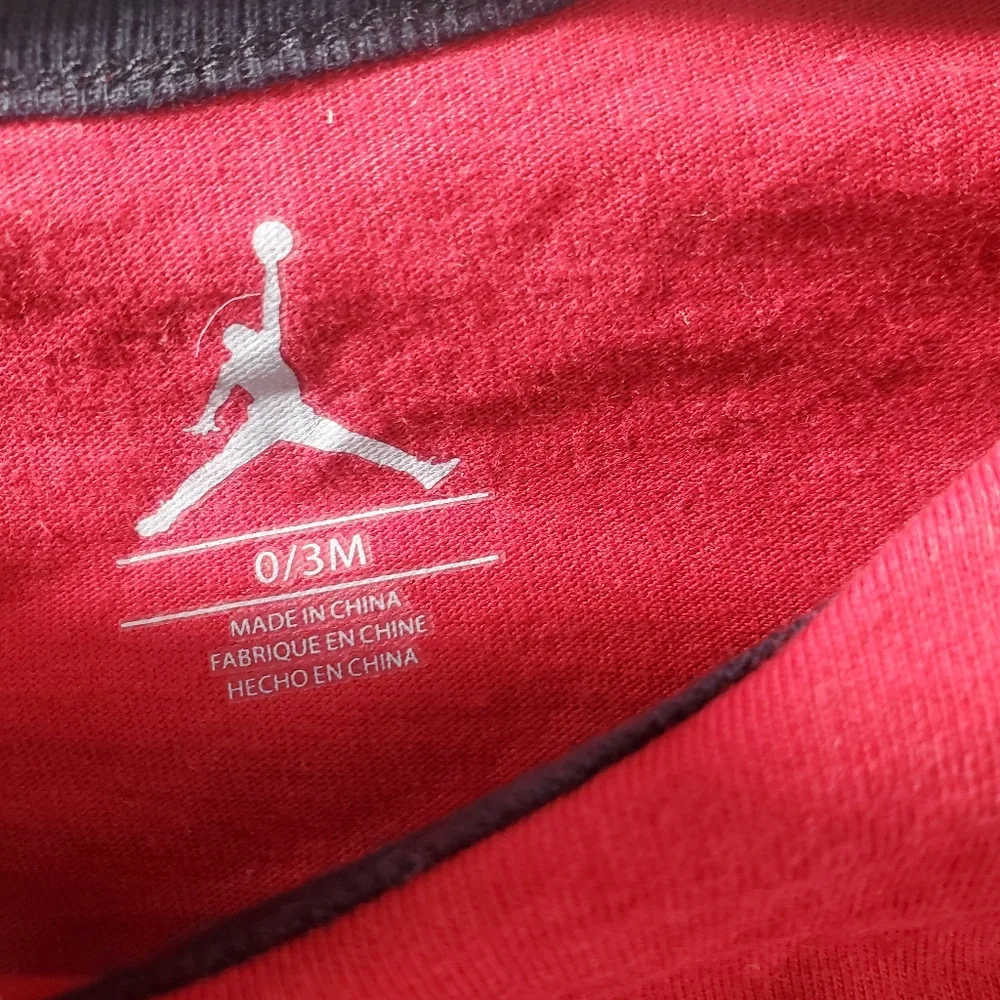 0/3M
MADE IN CHINA
FABRIQUE EN CHINE
HECHO EN CHINA